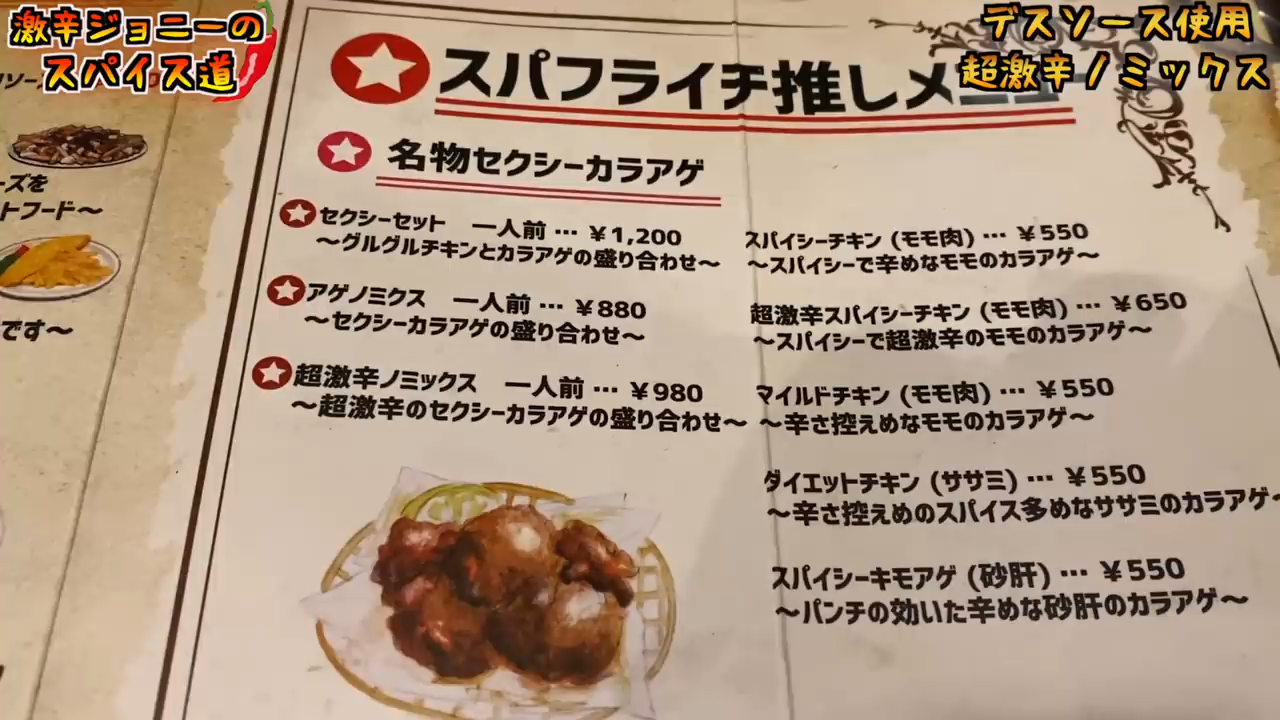 激辛ジョニーの
スパイス道
デスソース使用
超激辛ノミックス
スパフライチ推しメニュー
名物セクシーカラアゲ
セクシーセット 一人前 … ¥1,200
～グルグルチキンとカラアゲの盛り合わせ～
アゲノミクス 一人前 … ¥880
～セクシーカラアゲの盛り合わせ～
超激辛ノミックス 一人前 … ¥980
～超激辛のセクシーカラアゲの盛り合わせ～
スパイシーチキン (モモ肉) … ¥550
～スパイシーで辛めなモモのカラアゲ～
超激辛スパイシーチキン (モモ肉) … ¥650
～スパイシーで超激辛のモモのカラアゲ～
マイルドチキン (モモ肉) … ¥550
～辛さ控えめなモモのカラアゲ～
ダイエットチキン (ササミ) … ¥550
～辛さ控えめのスパイス多めなササミのカラアゲ～
スパイシーキモアゲ (砂肝) … ¥550
～パンチの効いた辛めな砂肝のカラアゲ～
ーズを
トフード～
です～